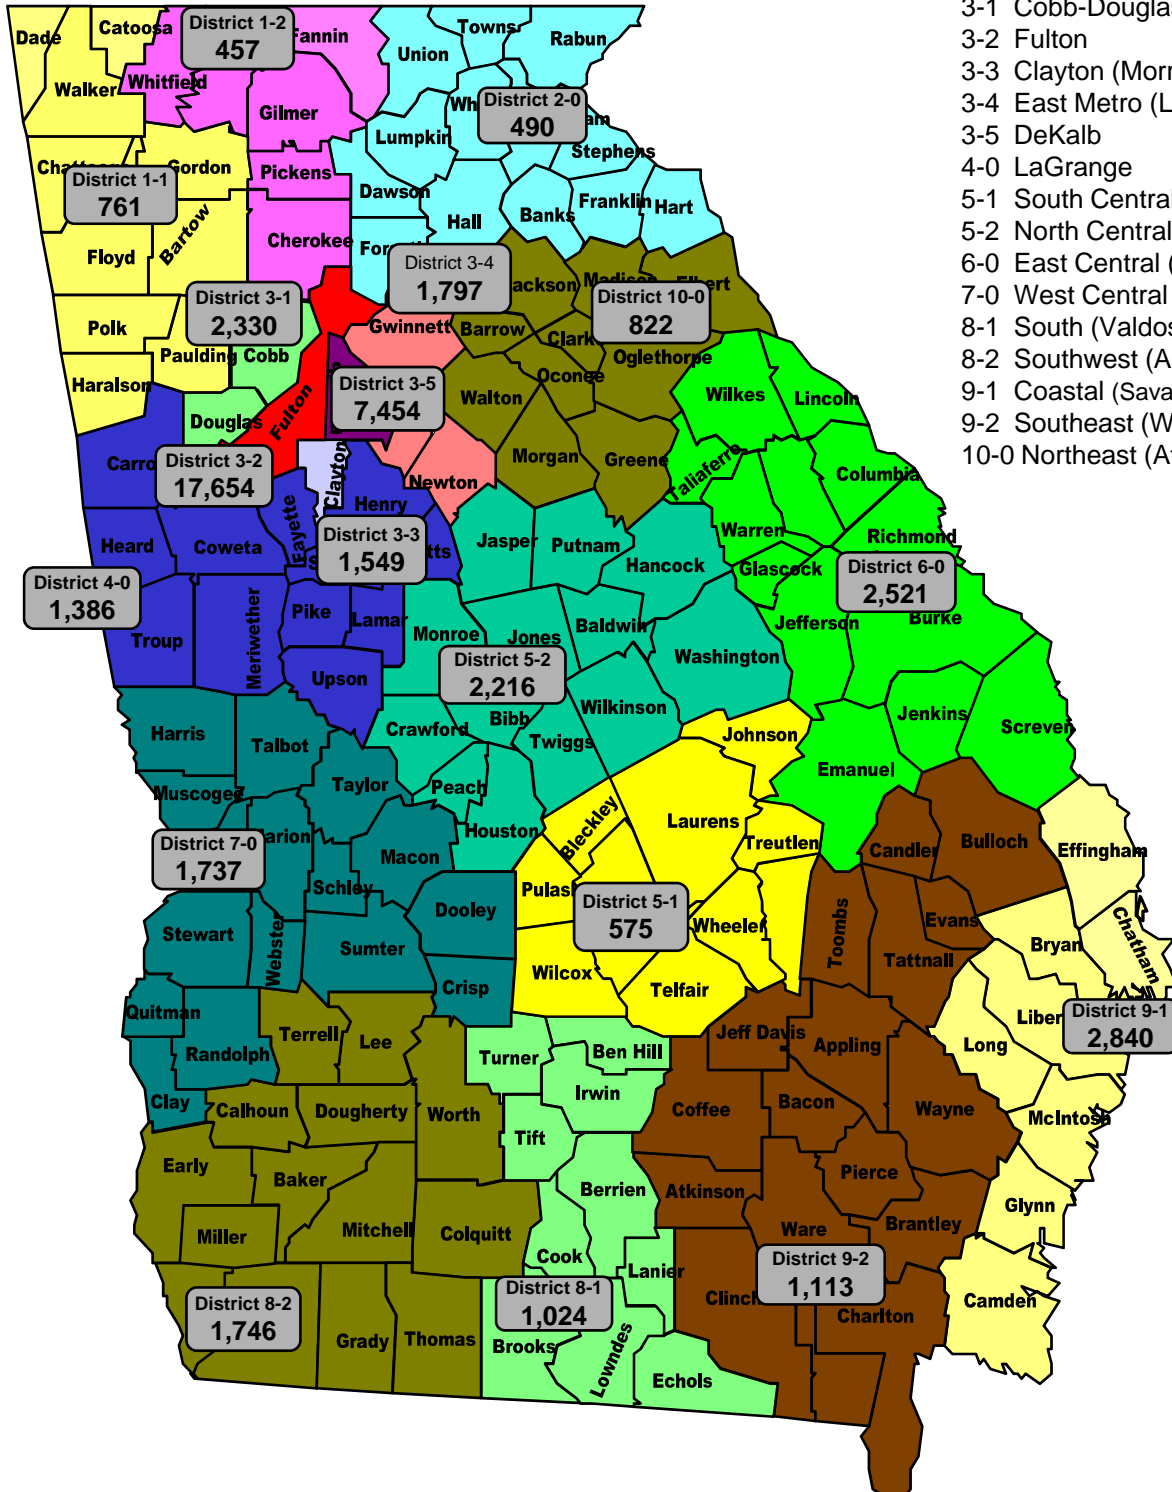 3-1 Cobb-Douglas
3-2 Fulton
3-3 Clayton (Morr
3-4 East Metro (L
3-5 DeKalb
4-0 LaGrange
5-1 South Central
5-2 North Central
6-0 East Central (
7-0 West Central
8-1 South (Valdos
8-2 Southwest (A
9-1 Coastal (Sava
9-2 Southeast (W
10-0 Northeast (At
Dade
Catoosa
District 1-2
457
Fannin
Union
Towns
Rabun
Walker
Whitfield
Gilmer
Lumpkin
Wh
District 2-0
490
am
Stephens
Chattooga
Gordon
Pickens
Dawson
Hall
Banks
Franklin
Hart
District 1-1
761
Floyd
Bartow
Cherokee
Forsyth
District 3-4
1,797
ackson
Madison
Elbert
District 10-0
822
Polk
District 3-1
2,330
Paulding
Cobb
Gwinnett
Barrow
Clark
Oconee
Oglethorpe
Haralson
Douglas
Fulton
District 3-5
7,454
Walton
Wilkes
Lincoln
Carro
District 3-2
17,654
Clayton
Newton
Morgan
Greene
Taliaferro
Columbia
Heard
Coweta
Fayette
Henry
S
District 3-3
1,549
tts
Jasper
Putnam
Hancock
Warren
Glascock
Richmond
District 6-0
2,521
District 4-0
1,386
Troup
Meriwether
Pike
Lamar
Upson
Monroe
Jones
Baldwin
Washington
Jefferson
Burke
District 5-2
2,216
Harris
Talbot
Crawford
Bibb
Twiggs
Wilkinson
Johnson
Jenkins
Screven
Emanuel
Muscogee
Taylor
Peach
Houston
Bleckley
Laurens
Treutlen
Candler
Bulloch
Effingham
District 7-0
1,737
arion
Schley
Macon
Dooley
Pulask
District 5-1
575
Wheeler
Toombs
Evans
Tattnall
Bryan
Chatham
Stewart
Webster
Sumter
Crisp
Wilcox
Telfair
Quitman
Randolph
Clay
Terrell
Lee
Turner
Ben Hill
Irwin
Jeff Davis
Appling
Long
Liber
District 9-1
2,840
Calhoun
Dougherty
Worth
Tift
Coffee
Bacon
Wayne
McIntosh
Early
Baker
Mitchell
Colquitt
Berrien
Atkinson
Pierce
Ware
Brantley
Glynn
Miller
Cook
Lanier
Clinch
District 9-2
1,113
Charlton
Camden
District 8-2
1,746
Grady
Thomas
District 8-1
1,024
Brooks
Lowndes
Echols